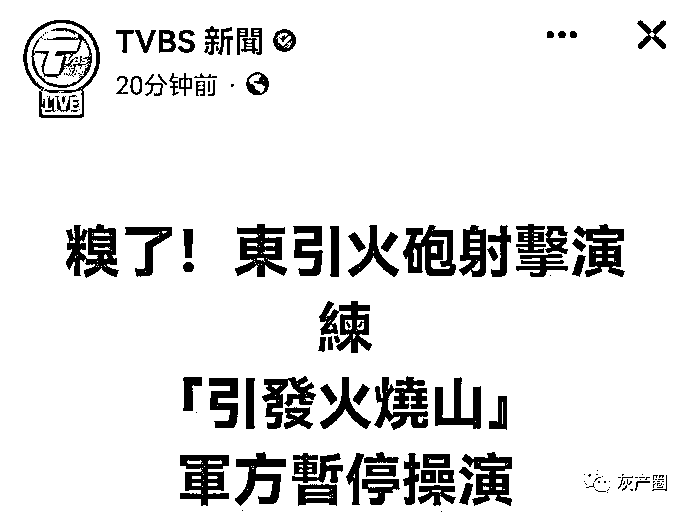 TVBS 新聞
LIVE
20分钟前 ·
糗了！東引火砲射擊演
練
『引發火燒山』
軍方暫停操演
灰产圈